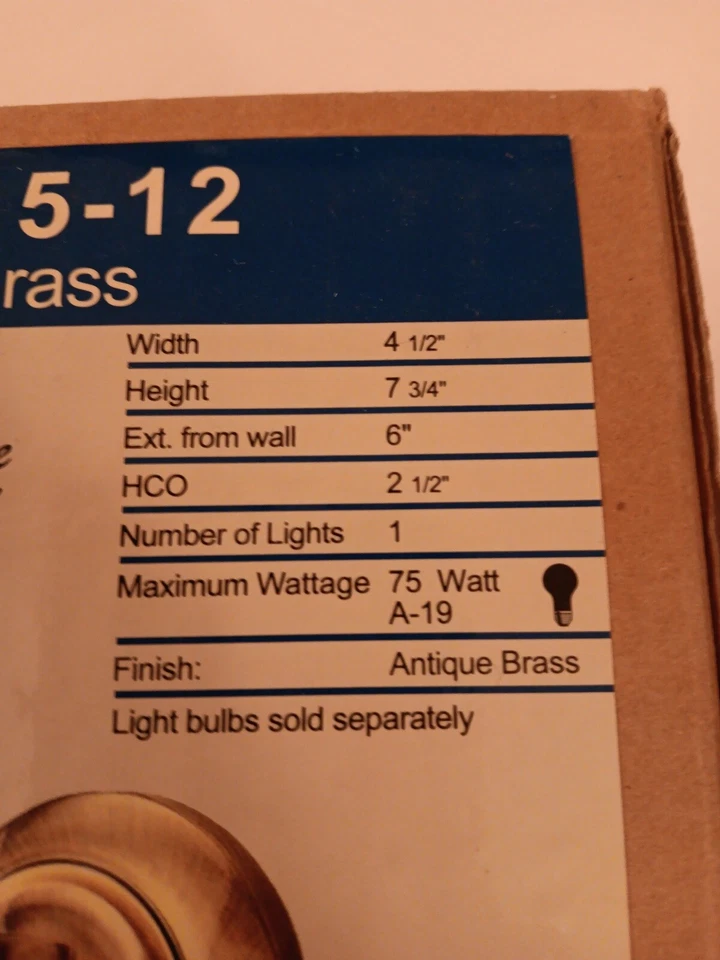 5-12
rass
Width 4 1/2"
Height 7 3/4"
Ext. from wall 6"
HCO 2 1/2"
Number of Lights 1
Maximum Wattage 75 Watt
A-19
Finish: Antique Brass
Light bulbs sold separately